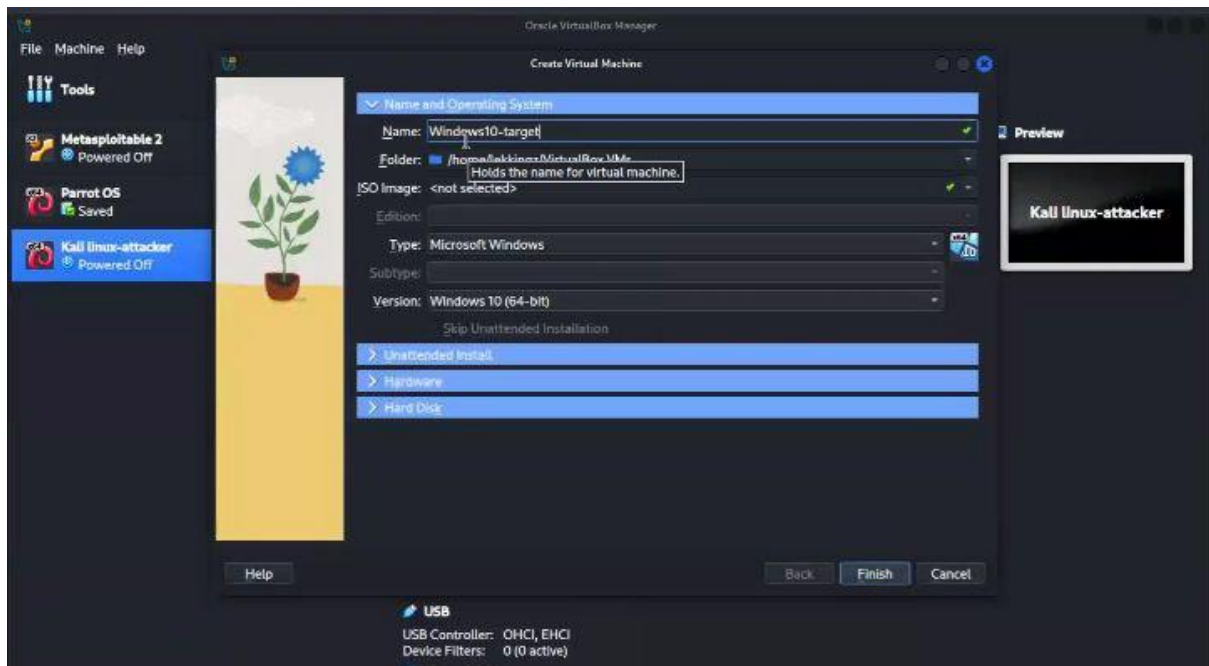 Oracle VirtualBox Manager
File Machine Help
Tools
Metasploitable 2
Powered Off
Parrot OS
Saved
Kali linux-attacker
Powered Off
Create Virtual Machine
Name and Operating System
Name: Windows10-target
Folder: /home/lekkingz/VirtualBox VMs
Holds the name for virtual machine.
ISO Image: <not selected>
Edition:
Type: Microsoft Windows
Subtype:
Version: Windows 10 (64-bit)
Skip Unattended Installation
Unattended Install
Hardware
Hard Disk
Help Back Finish Cancel
Preview
Kali linux-attacker
USB
USB Controller: OHCI, EHCI
Device Filters: 0 (0 active)